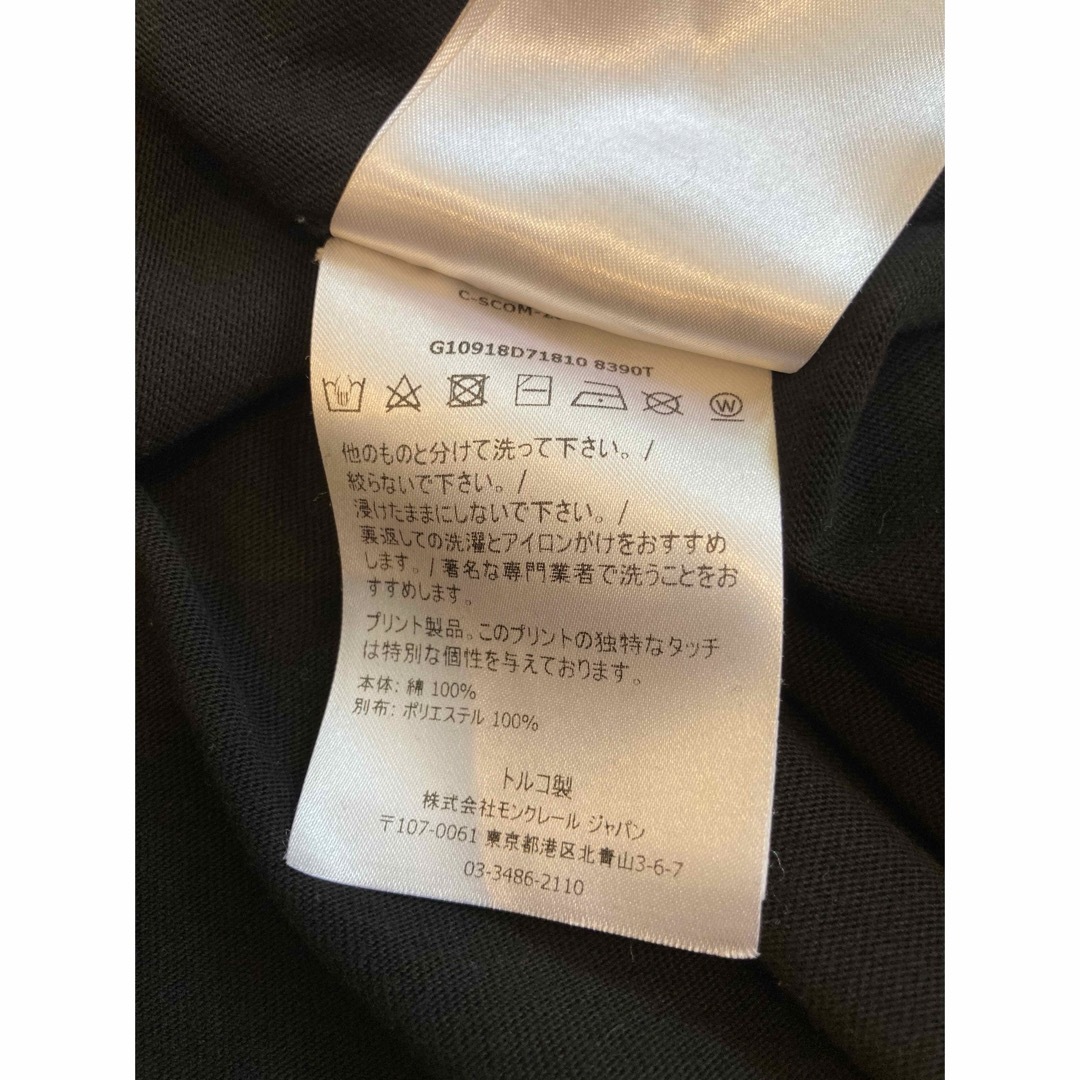 C-SCOM-
G10918D71810 8390T
W
他のものと分けて洗って下さい。/
絞らないで下さい。/
浸けたままにしないで下さい。/
裏返しての洗濯とアイロンがけをおすすめ
します。/ 著名な専門業者で洗うことをお
すすめします。
プリント製品。このプリントの独特なタッチ
は特別な個性を与えております。
本体: 綿 100%
別布: ポリエステル 100%
トルコ製
株式会社モンクレール ジャパン
〒107-0061 東京都港区北青山3-6-7
03-3486-2110